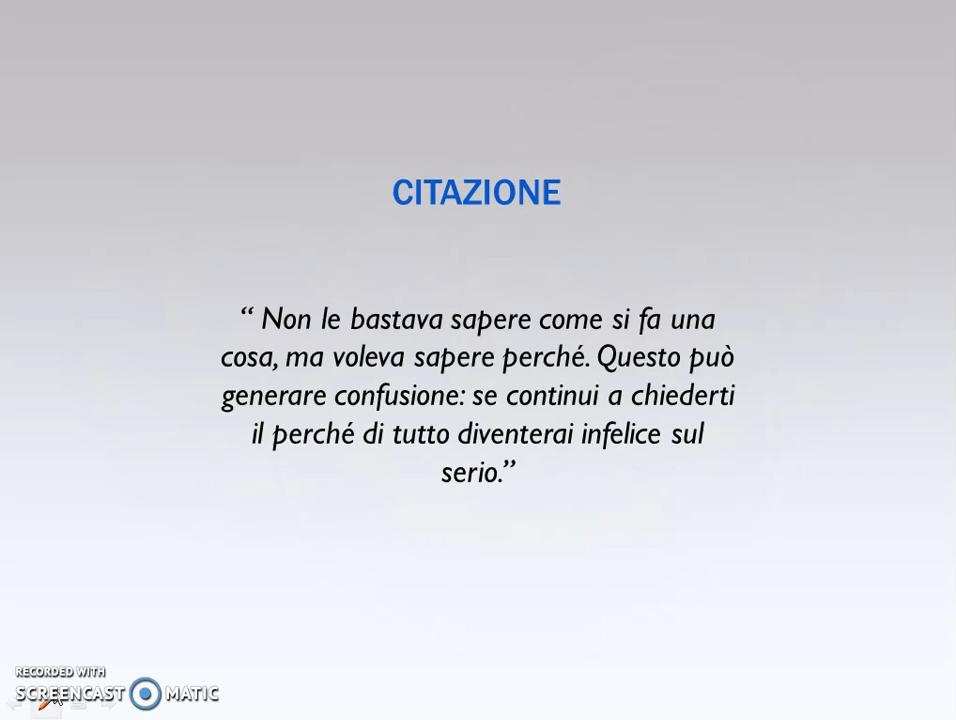 CITAZIONE
“ Non le bastava sapere come si fa una
cosa, ma voleva sapere perché. Questo può
generare confusione: se continui a chiederti
il perché di tutto diventerai infelice sul
serio.”
RECORDED WITH
SCREENCAST MATIC